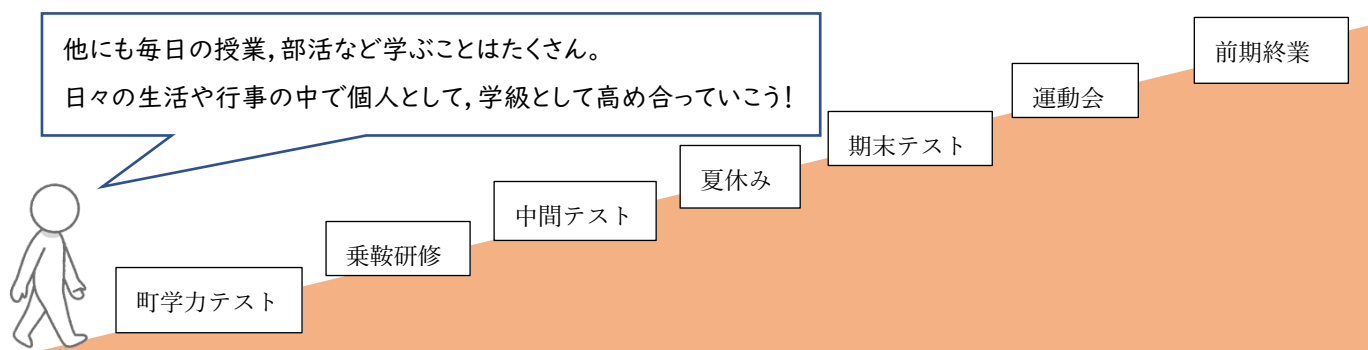 他にも毎日の授業,部活など学ぶことはたくさん。
日々の生活や行事の中で個人として,学級として高め合っていこう!
町学力テスト
乗鞍研修
中間テスト
夏休み
期末テスト
運動会
前期終業